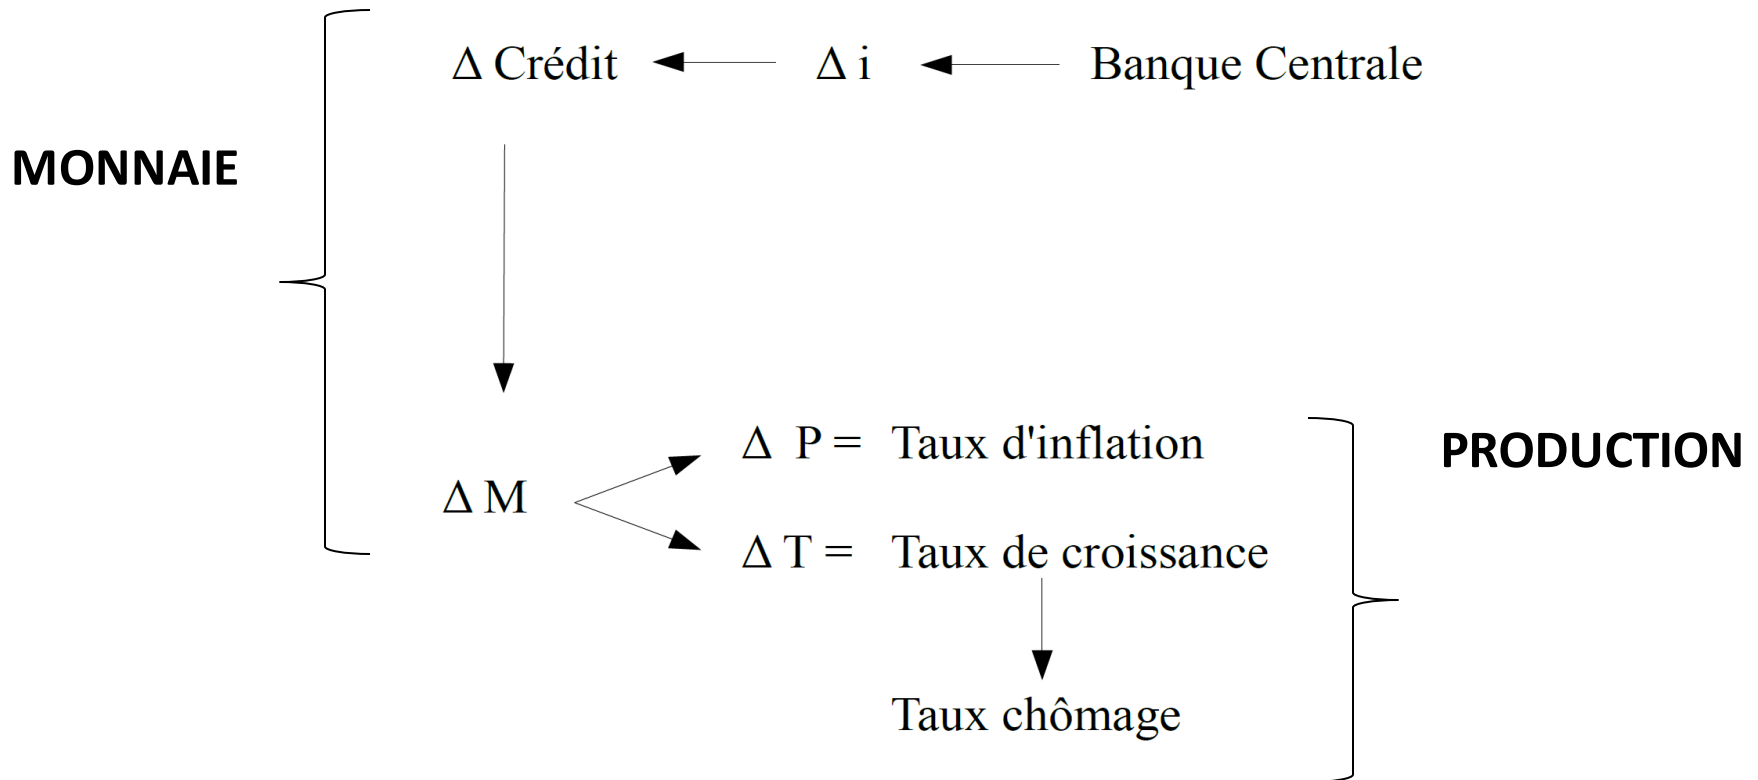 Δ Crédit Δ i Banque Centrale
MONNAIE
Δ P = Taux d'inflation
PRODUCTION
Δ M
Δ T = Taux de croissance
Taux chômage